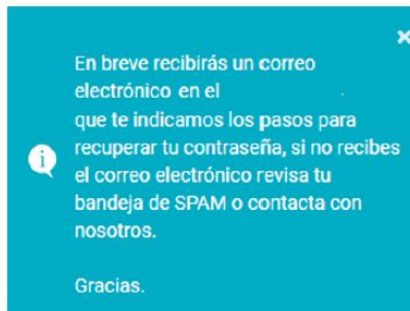 En breve recibirás un correo
electrónico en el
que te indicamos los pasos para
recuperar tu contraseña, si no recibes
el correo electrónico revisa tu
bandeja de SPAM o contacta con
nosotros.
Gracias.